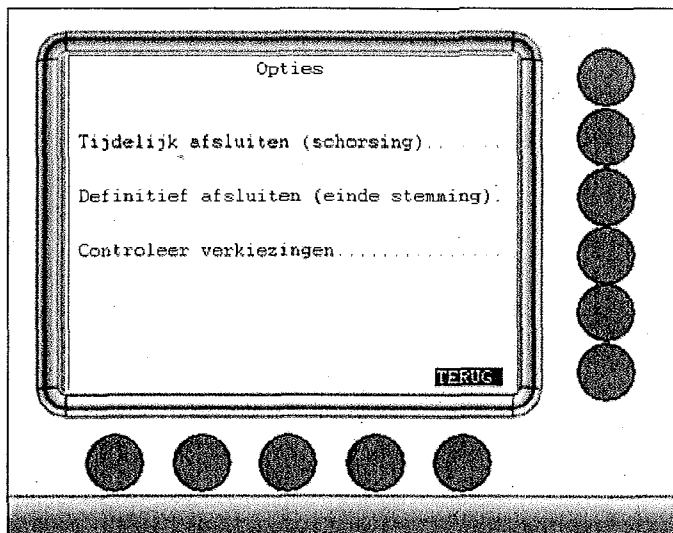 Opties
Tijdelijk afsluiten (schorsing)......
Definitief afsluiten (einde stemming).
Controleer verkiezingen..............
TERUG